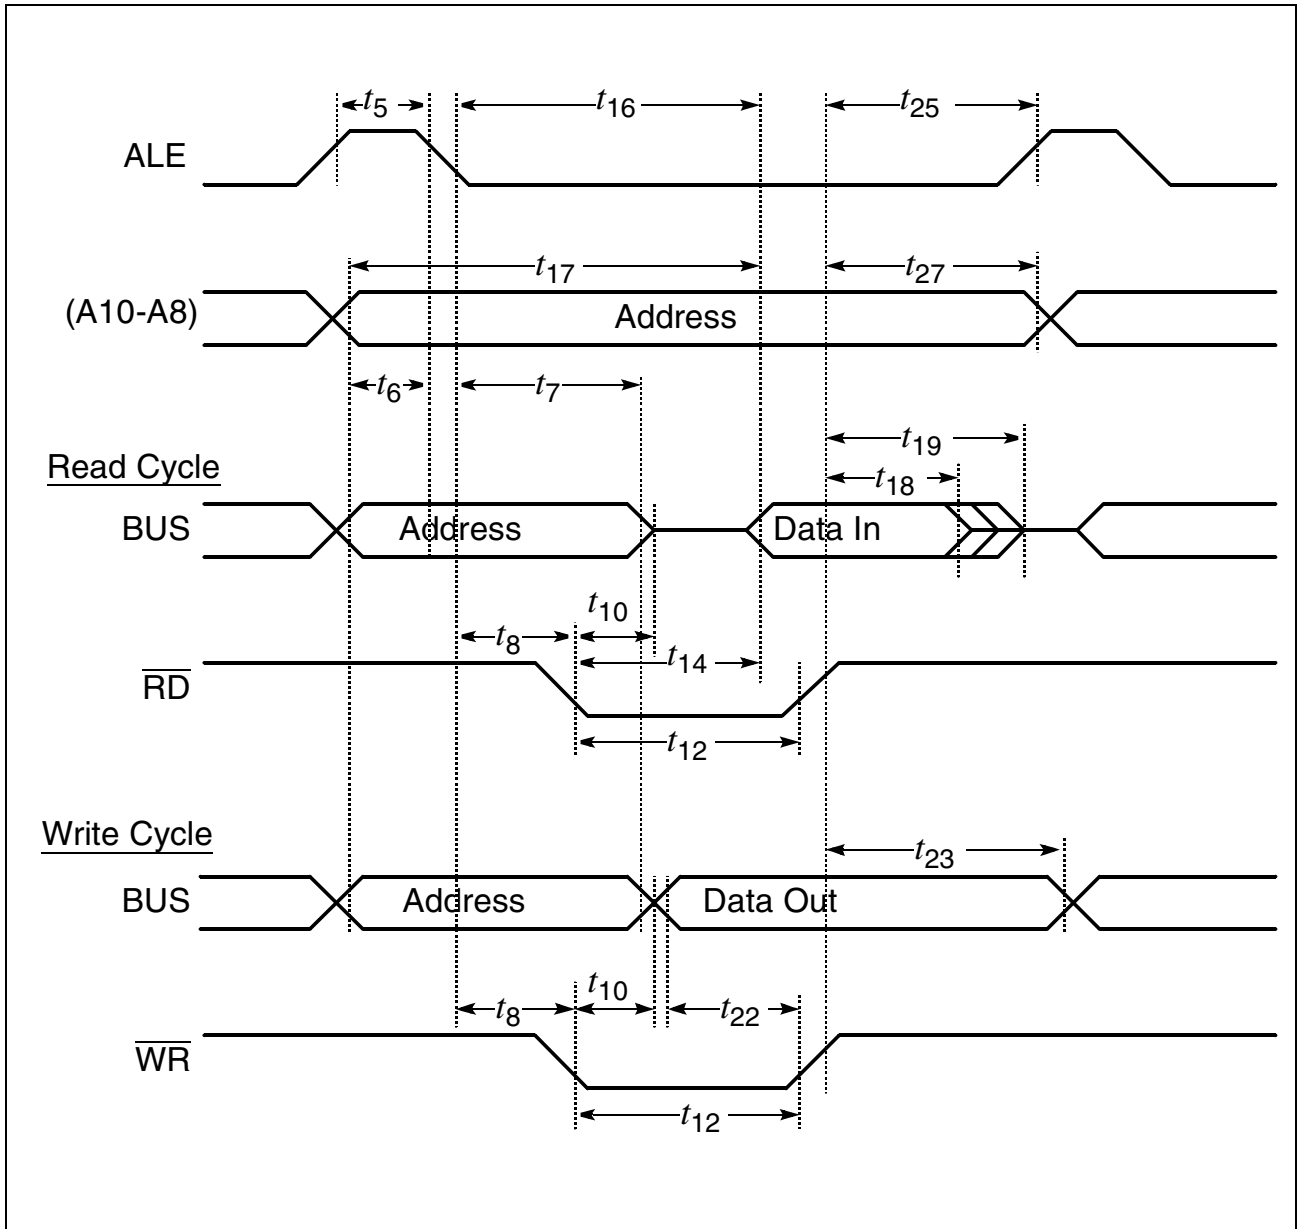 t5
t16
t25
ALE
t17
t27
(A10-A8)
Address
t6
t7
t19
Read Cycle
t18
BUS
Address
Data In
t10
t8
t14
RD
t12
Write Cycle
t23
BUS
Address
Data Out
t10
t8
t22
WR
t12